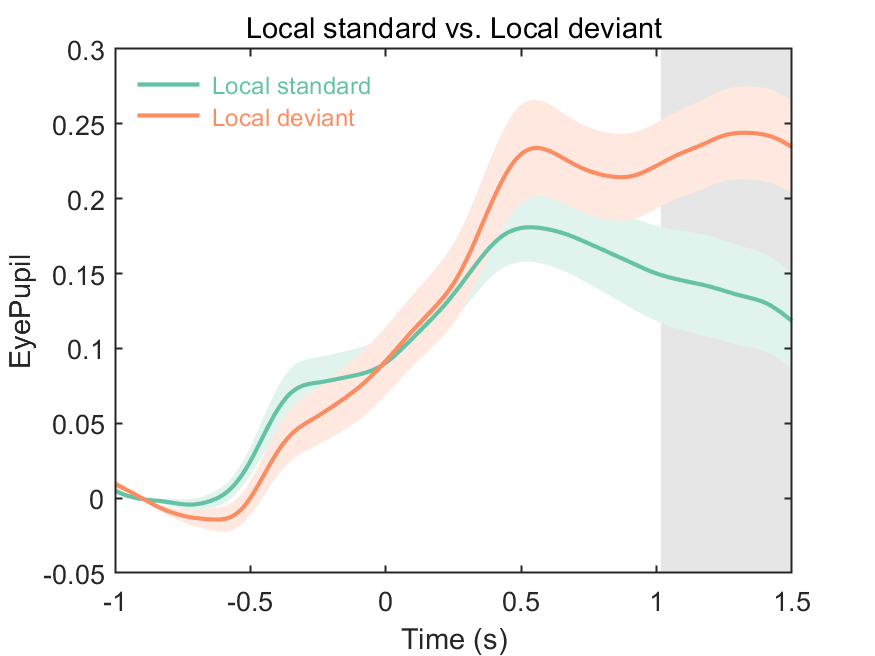 Local standard vs. Local deviant
0.3
Local standard
Local deviant
0.25
0.2
0.15
0.1
0.05
0
-0.05
EyePupil
-1 -0.5 0 0.5 1 1.5
Time (s)